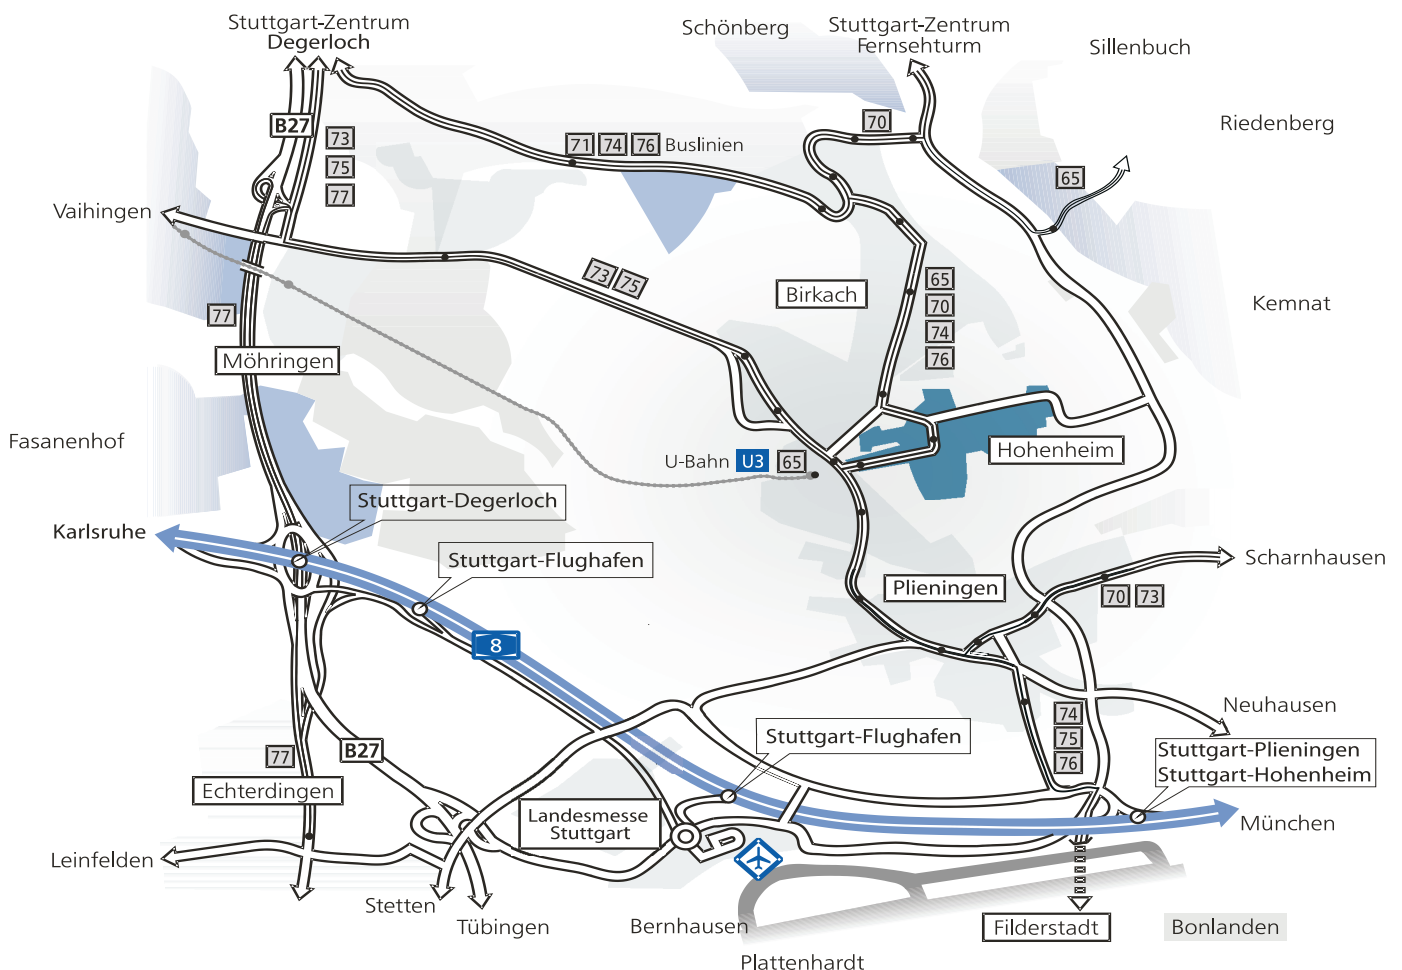 Stuttgart-Zentrum
Degerloch
Schönberg
Stuttgart-Zentrum
Fernsehturm
Sillenbuch
Riedenberg
B27
73
75
77
71 74 76 Buslinien
70
65
Vaihingen
73 75
Birkach
65
70
74
76
Kemnat
77
Möhringen
Fasanenhof
U-Bahn U3 65
Hohenheim
Stuttgart-Degerloch
Karlsruhe
Stuttgart-Flughafen
Scharnhausen
Plieningen
70 73
8
Neuhausen
74
75
76
Stuttgart-Flughafen
Stuttgart-Plieningen
Stuttgart-Hohenheim
77
B27
Echterdingen
Landesmesse
Stuttgart
München
Leinfelden
Stetten
Tübingen
Bernhausen
Filderstadt
Bonlanden
Plattenhardt